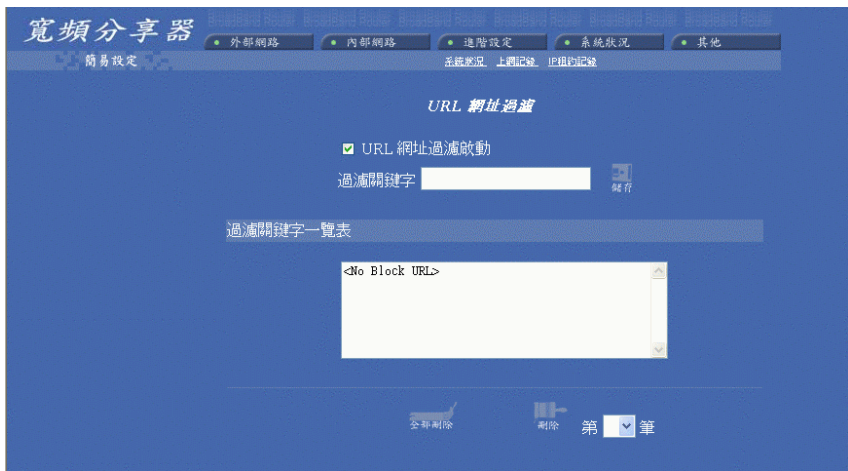 寬頻分享器
外部網路 內部網路 進階設定 系統狀況 其他
簡易設定
系統狀況 上網記錄 IP租約記錄
URL 網址過濾
URL 網址過濾啟動
過濾關鍵字
儲存
過濾關鍵字一覽表
<No Block URL>
全部刪除 刪除 第 筆